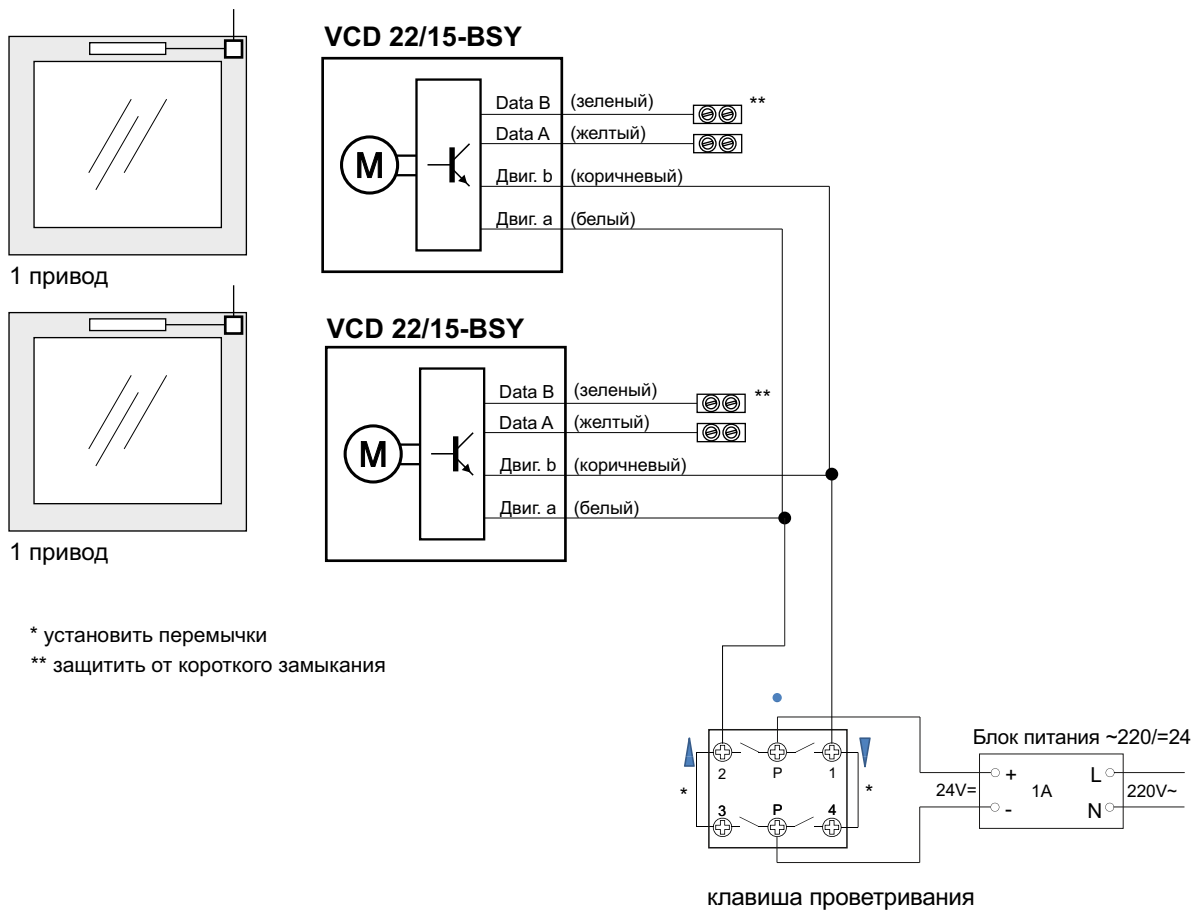 VCD 22/15-BSY
M
Data B (зеленый) **
Data A (желтый)
Двиг. b (коричневый)
Двиг. a (белый)
1 привод
VCD 22/15-BSY
M
Data B (зеленый) **
Data A (желтый)
Двиг. b (коричневый)
Двиг. a (белый)
1 привод
* установить перемычки
** защитить от короткого замыкания
Блок питания ~220/=24
2 P 1
* *
3 P 4
24V=
+ 1A L
- N
220V~
клавиша проветривания